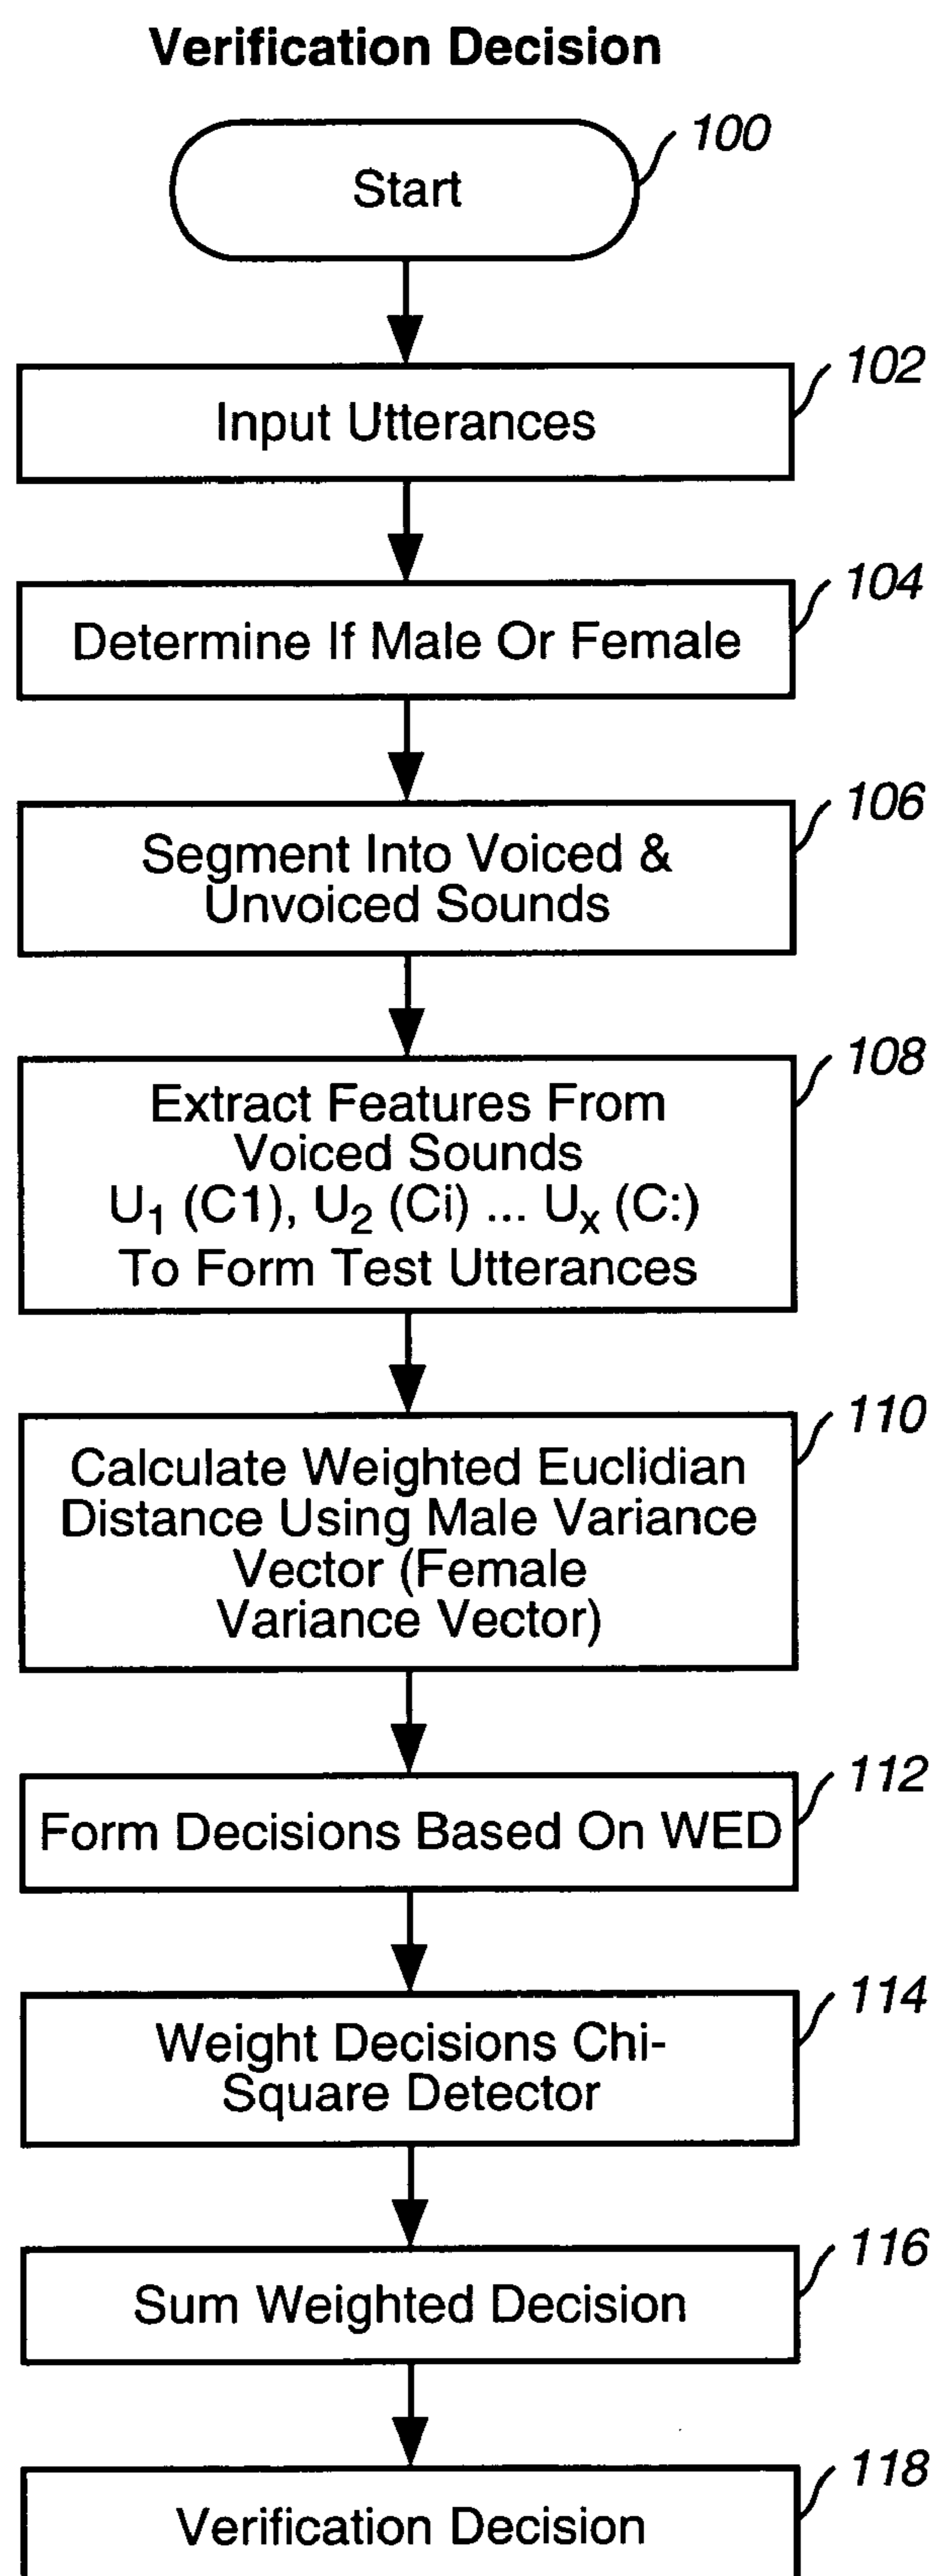 Verification Decision
100
Start
102
Input Utterances
104
Determine If Male Or Female
106
Segment Into Voiced &
Unvoiced Sounds
108
Extract Features From
Voiced Sounds
U1 (C1), U2 (Ci) ... Ux (C:)
To Form Test Utterances
110
Calculate Weighted Euclidian
Distance Using Male Variance
Vector (Female
Variance Vector)
112
Form Decisions Based On WED
114
Weight Decisions Chi-
Square Detector
116
Sum Weighted Decision
118
Verification Decision